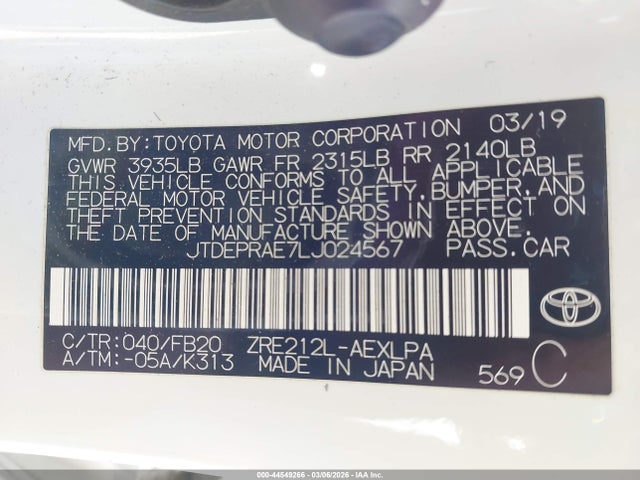 MFD. BY: TOYOTA MOTOR CORPORATION 03/19
GVWR 3935LB GAWR FR 2315LB RR 2140LB
THIS VEHICLE CONFORMS TO ALL APPLICABLE
FEDERAL MOTOR VEHICLE SAFETY, BUMPER, AND
THEFT PREVENTION STANDARDS IN EFFECT ON
THE DATE OF MANUFACTURE SHOWN ABOVE.
JTDEPRAE7LJ024567 PASS. CAR
C/TR: 040/FB20 ZRE212L-AEXLPA
A/TM: -05A/K313 MADE IN JAPAN 569 C
000-44549266 - 03/06/2026 - IAA Inc.